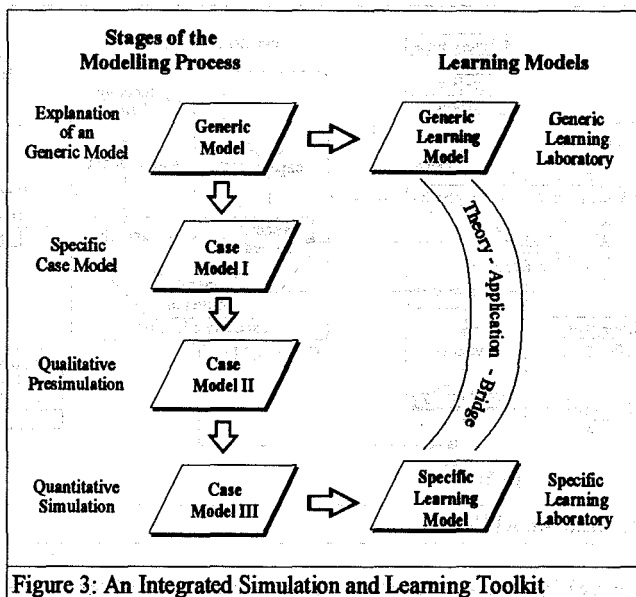 Stages of the
Modelling Process
Learning Models
Explanation
of an
Generic Model
Generic
Model
Generic
Learning
Model
Generic
Learning
Laboratory
Theory - Application - Bridge
Specific
Case Model
Case
Model I
Qualitative
Presimulation
Case
Model II
Quantitative
Simulation
Case
Model III
Specific
Learning
Model
Specific
Learning
Laboratory
Figure 3: An Integrated Simulation and Learning Toolkit